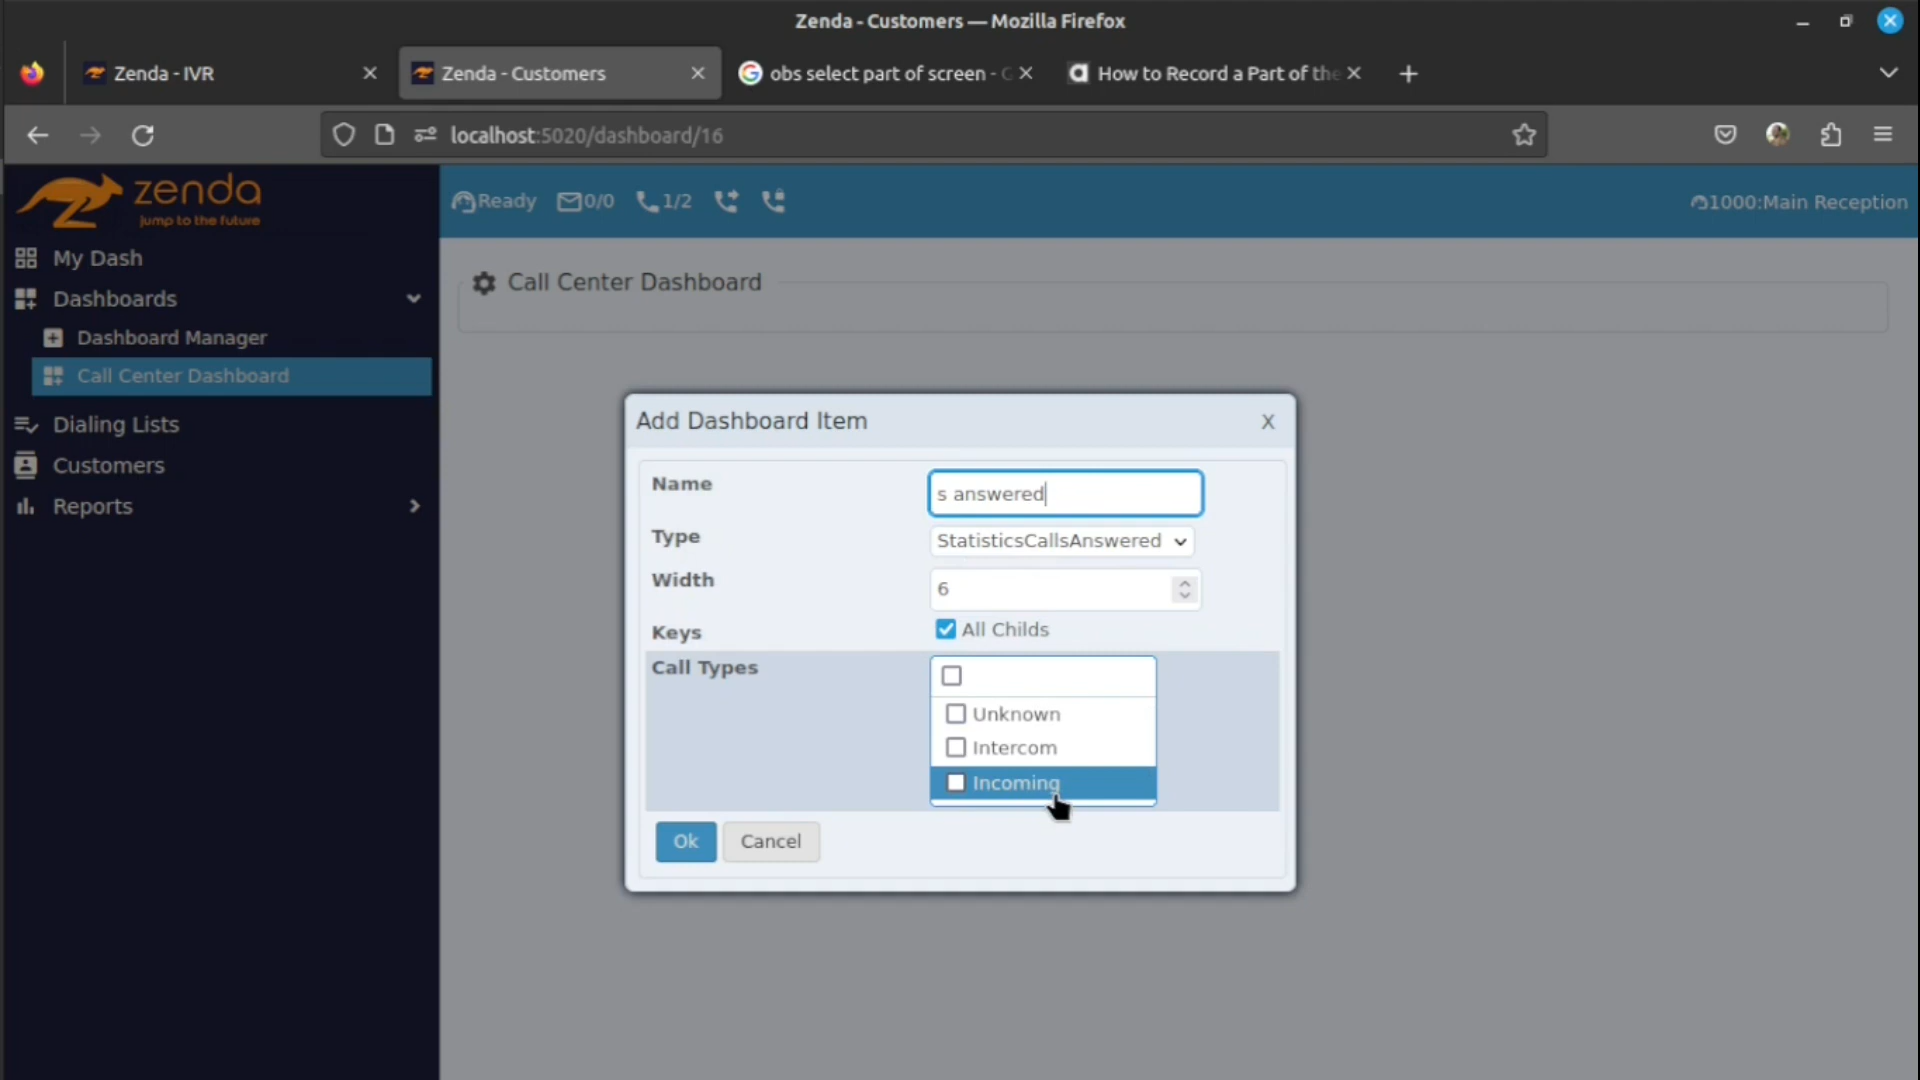 Zenda - Customers — Mozilla Firefox
Zenda - IVR
Zenda - Customers
obs select part of screen - G
How to Record a Part of the
localhost:5020/dashboard/16
zenda
jump to the future
Ready 0/0 1/2
1000:Main Reception
My Dash
Dashboards
Dashboard Manager
Call Center Dashboard
Dialing Lists
Customers
Reports
Call Center Dashboard
Add Dashboard Item
X
Name
s answered
Type
StatisticsCallsAnswered
Width
6
Keys
All Childs
Call Types
Unknown
Intercom
Incoming
Ok
Cancel